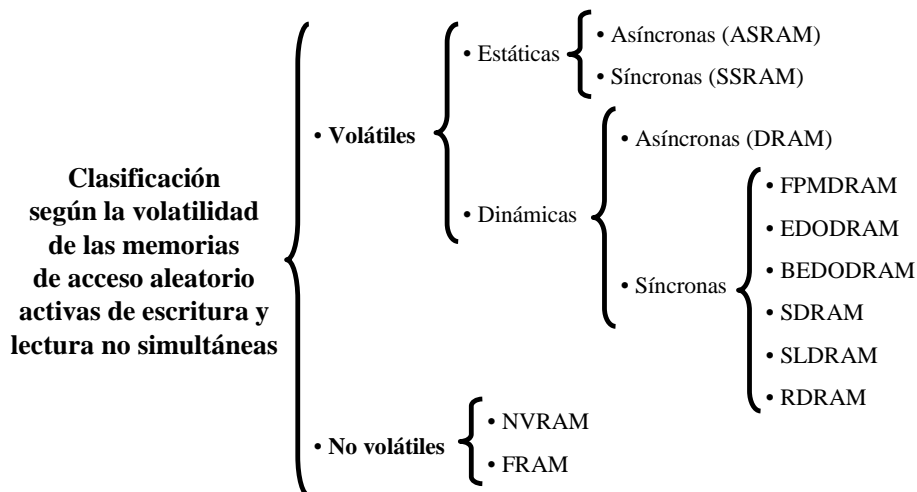 Clasificación
según la volatilidad
de las memorias
de acceso aleatorio
activas de escritura y
lectura no simultáneas
• Volátiles
• Estáticas
• Asíncronas (ASRAM)
• Síncronas (SSRAM)
• Dinámicas
• Asíncronas (DRAM)
• Síncronas
• FPMDRAM
• EDODRAM
• BEDODRAM
• SDRAM
• SLDRAM
• RDRAM
• No volátiles
• NVRAM
• FRAM